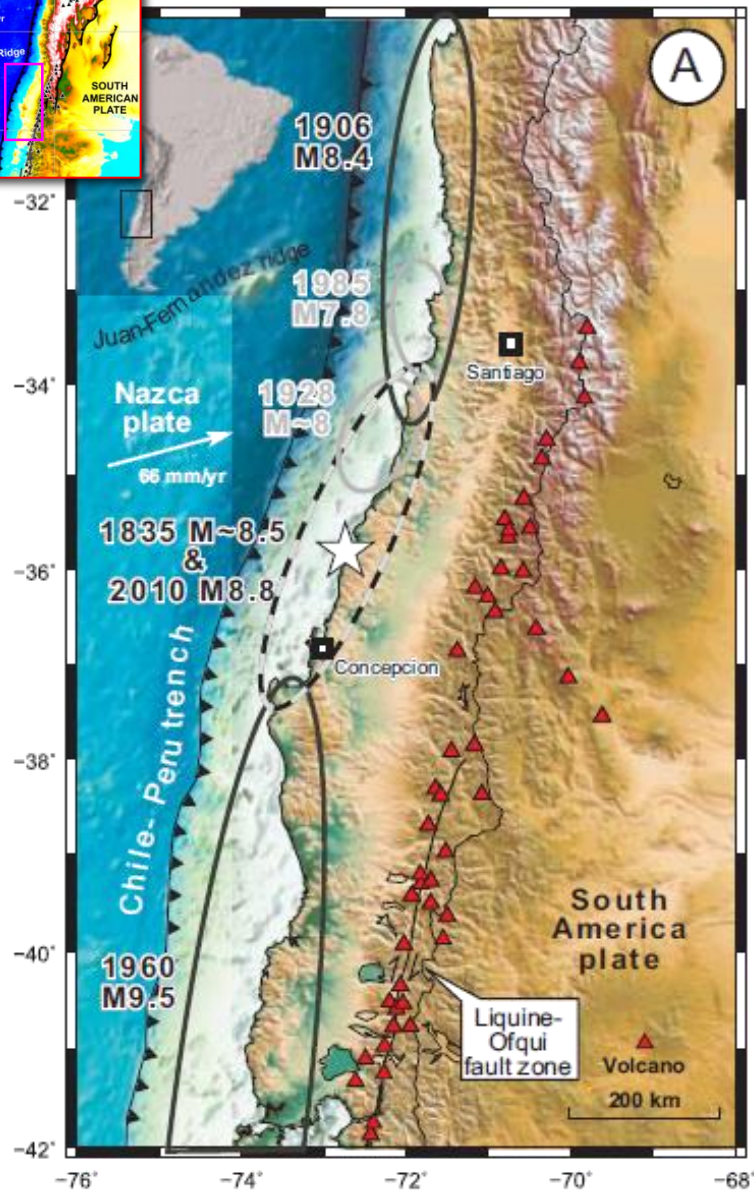 r
Ridge
SOUTH
AMERICAN
PLATE
A
1906
M8.4
−32°
1985
M7.8
Juan Fernandez ridge
Santiago
−34°
Nazca
plate
66 mm/yr
1928
M~8
1835 M~8.5
&
2010 M8.8
−36°
Concepcion
Chile- Peru trench
−38°
South
America
plate
−40°
1960
M9.5
Liquine-
Ofqui
fault zone
Volcano
200 km
−42°
−76° −74° −72° −70° −68°